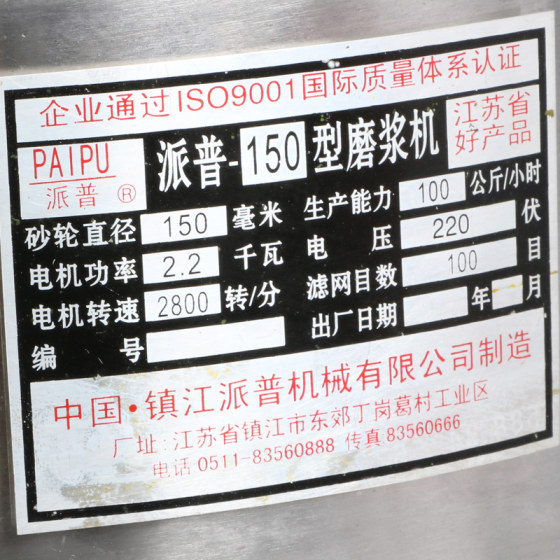 企业通过ISO9001国际质量体系认证
PAIPU
派普®
派普-150型磨浆机
江苏省
好产品
砂轮直径 150 毫米 生产能力 100 公斤/小时
电机功率 2.2 千瓦 电压 220 伏
电机转速 2800 转/分 滤网目数 100 目
编号 出厂日期 年 月
中国·镇江派普机械有限公司制造
厂址:江苏省镇江市东郊丁岗葛村工业区
电话:0511-83560888 传真:83560666